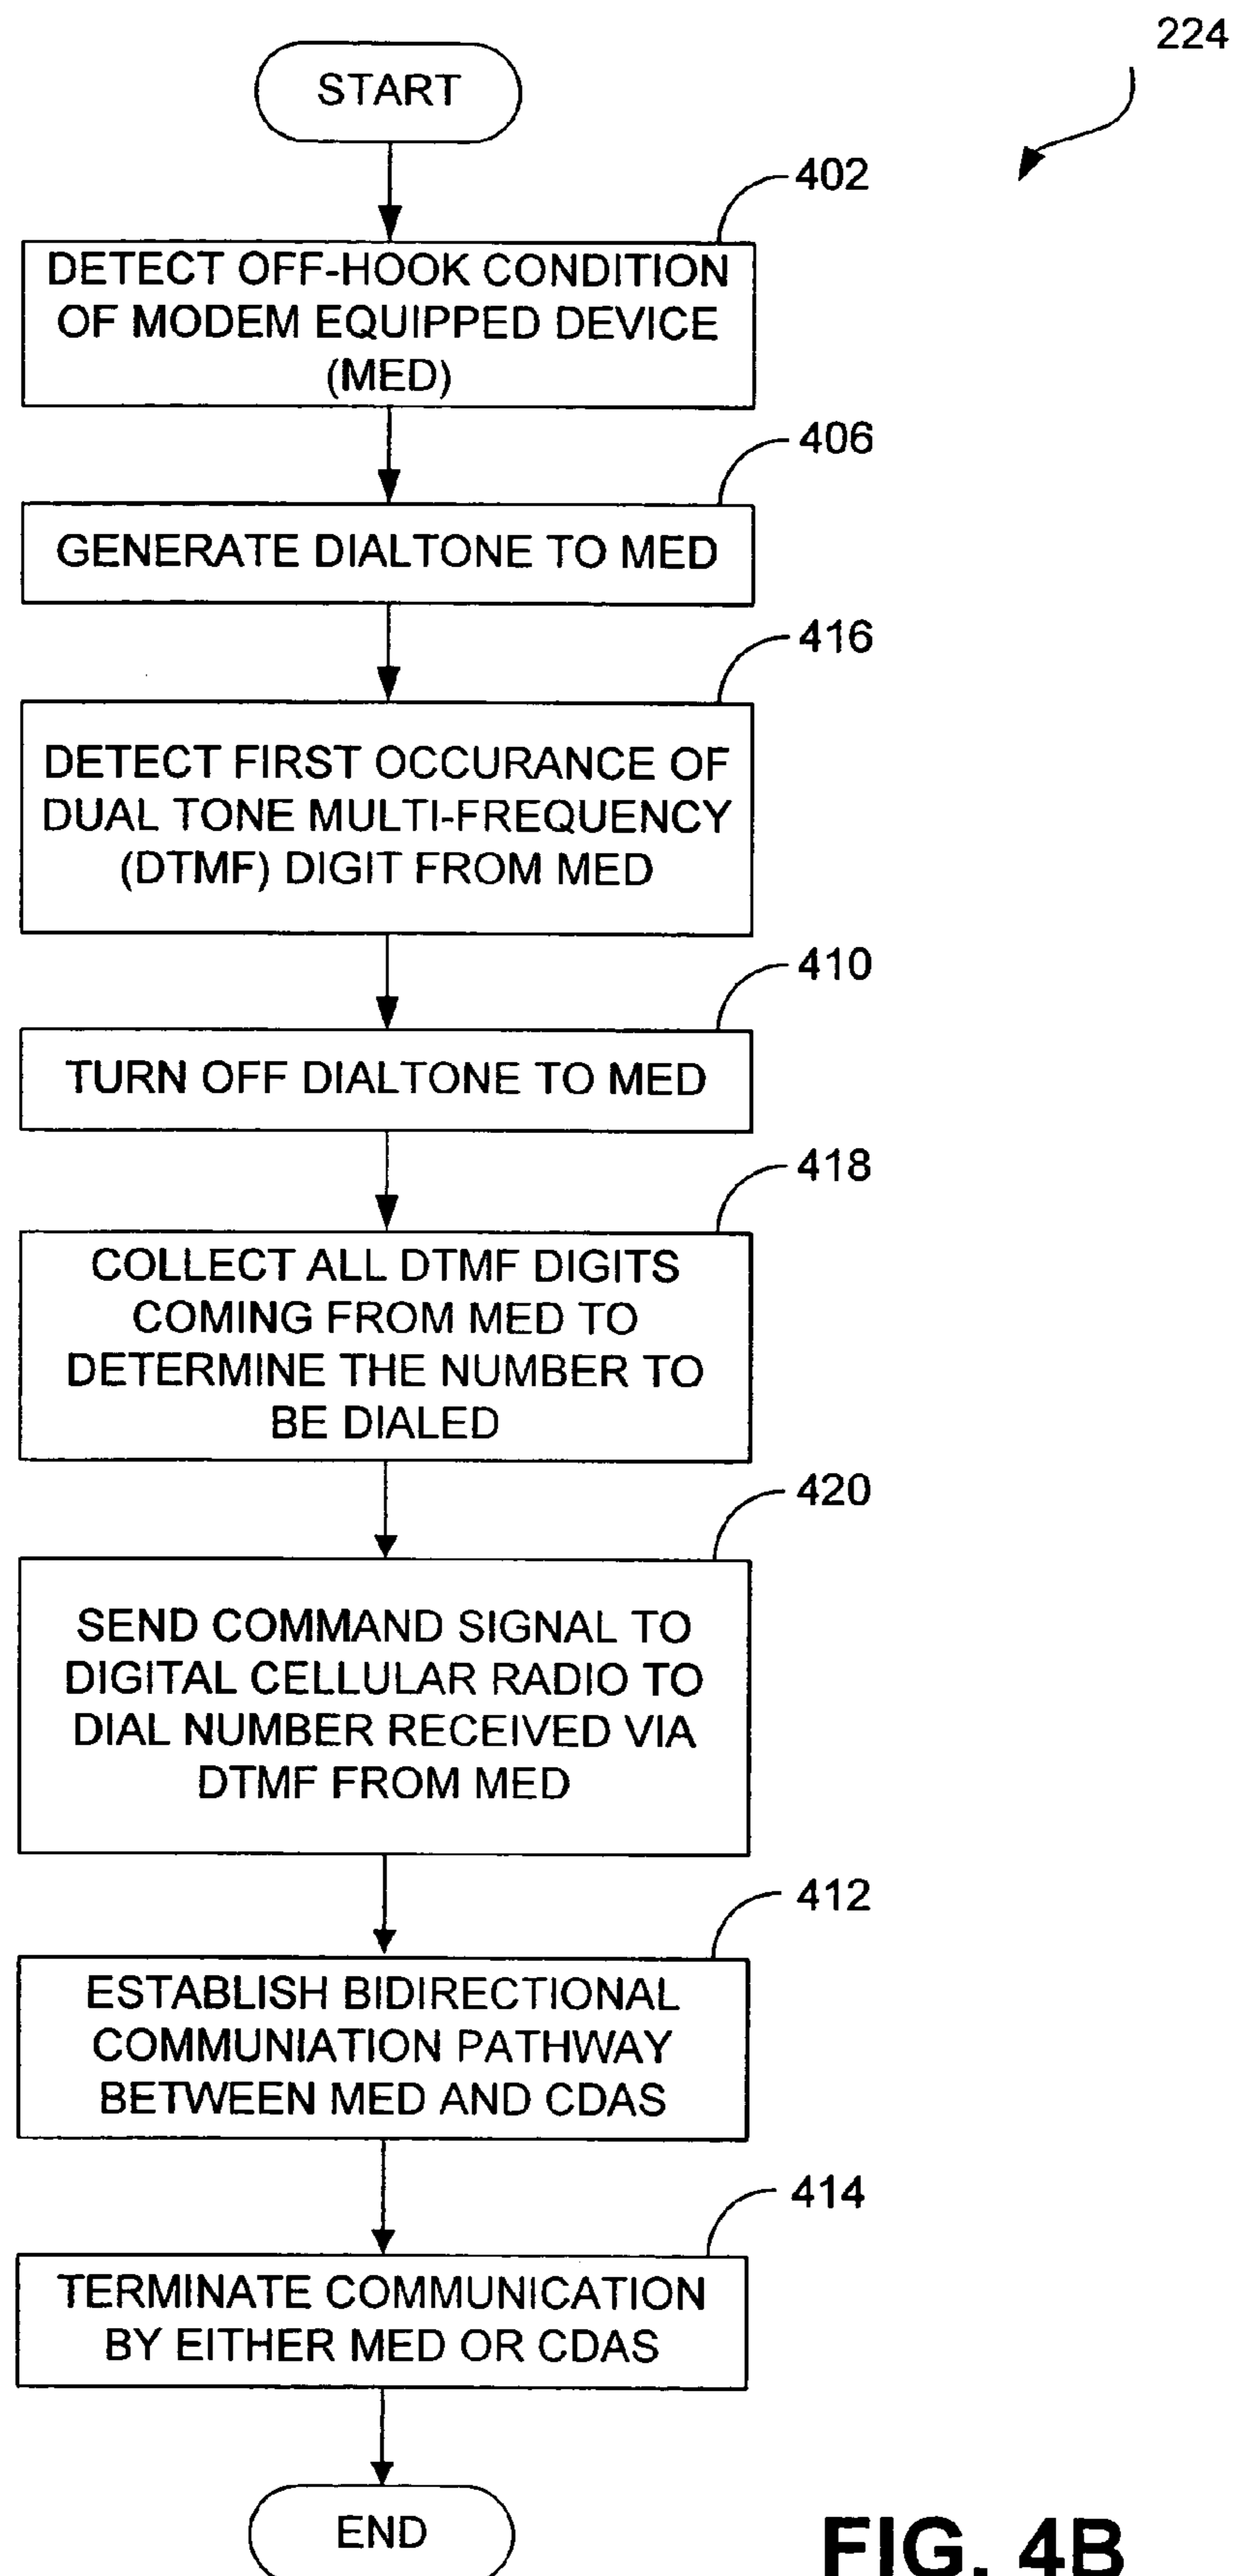 224
START
402
DETECT OFF-HOOK CONDITION
OF MODEM EQUIPPED DEVICE
(MED)
406
GENERATE DIALTONE TO MED
416
DETECT FIRST OCCURANCE OF
DUAL TONE MULTI-FREQUENCY
(DTMF) DIGIT FROM MED
410
TURN OFF DIALTONE TO MED
418
COLLECT ALL DTMF DIGITS
COMING FROM MED TO
DETERMINE THE NUMBER TO
BE DIALED
420
SEND COMMAND SIGNAL TO
DIGITAL CELLULAR RADIO TO
DIAL NUMBER RECEIVED VIA
DTMF FROM MED
412
ESTABLISH BIDIRECTIONAL
COMMUNIATION PATHWAY
BETWEEN MED AND CDAS
414
TERMINATE COMMUNICATION
BY EITHER MED OR CDAS
END
FIG. 4B